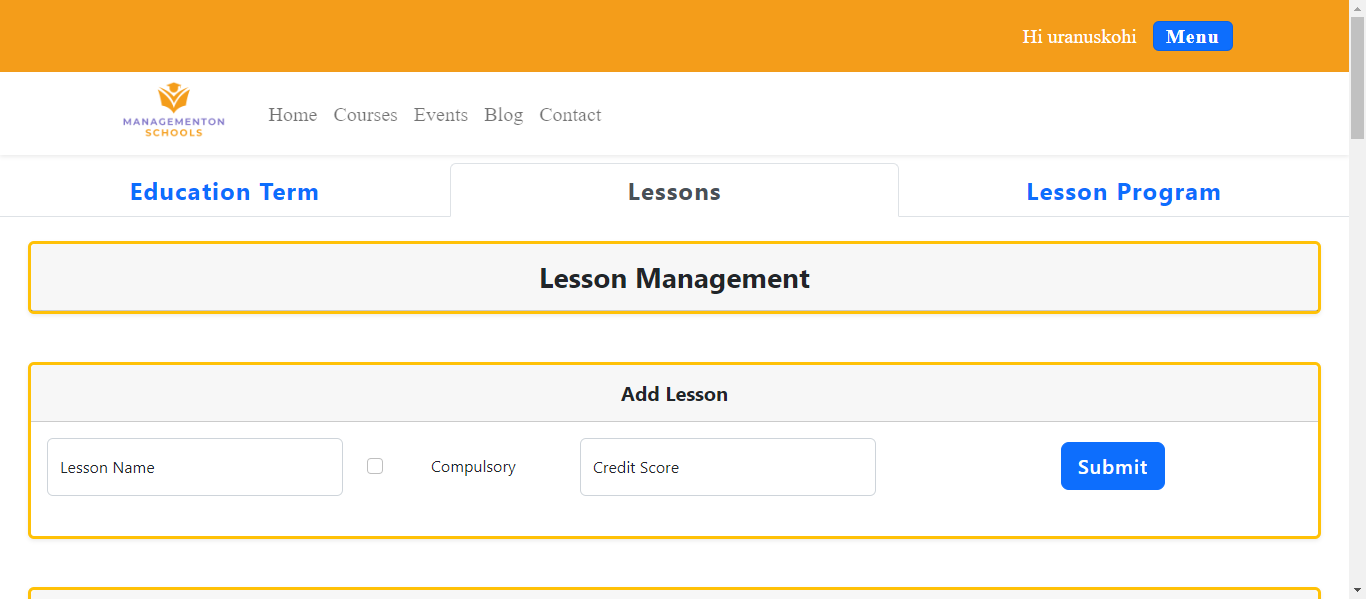 Hi uranuskohi Menu
MANAGEMENTON
SCHOOLS
Home Courses Events Blog Contact
Education Term Lessons Lesson Program
Lesson Management
Add Lesson
Lesson Name Compulsory Credit Score Submit